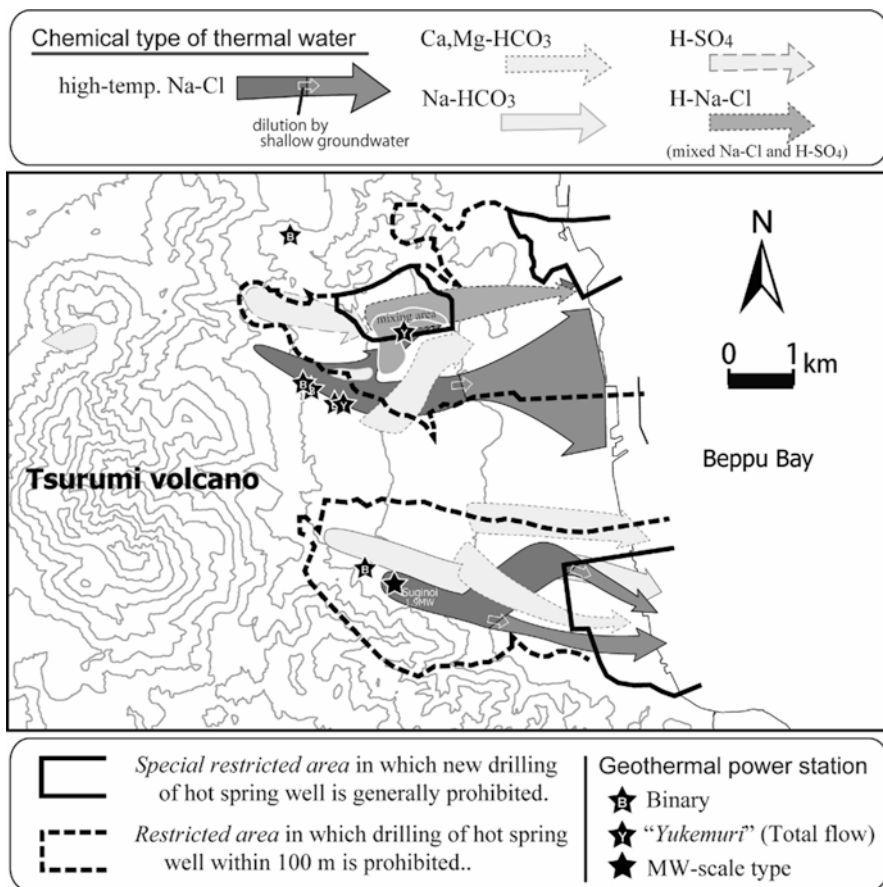 Chemical type of thermal water
high-temp. Na-Cl
dilution by
shallow groundwater
Ca,Mg-HCO3
Na-HCO3
H-SO4
H-Na-Cl
(mixed Na-Cl and H-SO4)
B
mixing area
Y
B
Y
N
0 1
km
Tsurumi volcano
Beppu Bay
B
Suginoi
1.9MW
Special restricted area in which new drilling
of hot spring well is generally prohibited.
Restricted area in which drilling of hot spring
well within 100 m is prohibited..
Geothermal power station
B Binary
Y "Yukemuri" (Total flow)
MW-scale type